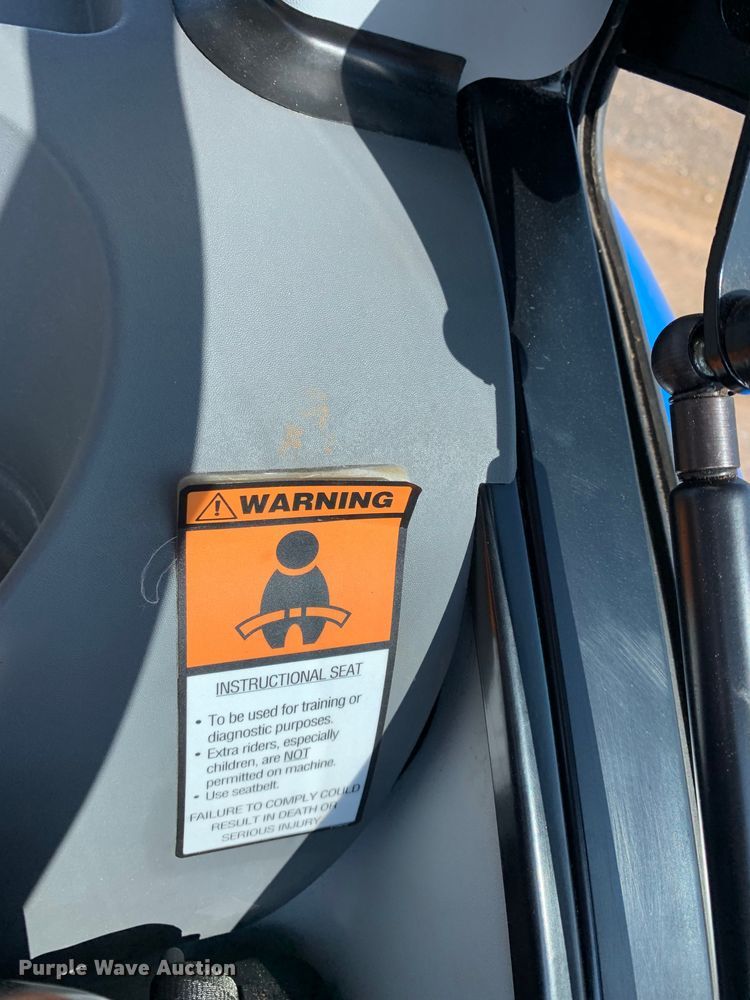 WARNING
INSTRUCTIONAL SEAT
• To be used for training or
diagnostic purposes.
• Extra riders, especially
children, are NOT
permitted on machine.
• Use seatbelt.
FAILURE TO COMPLY COULD
RESULT IN DEATH OR
SERIOUS INJURY
Purple Wave Auction